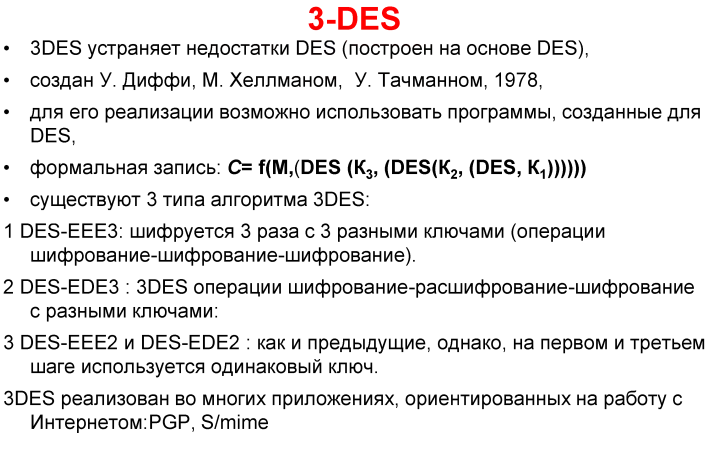 3-DES
• 3DES устраняет недостатки DES (построен на основе DES),
• создан У. Диффи, М. Хеллманом, У. Тачманном, 1978,
• для его реализации возможно использовать программы, созданные для
DES,
• формальная запись: C= f(M,(DES (К3, (DES(К2, (DES, К1))))))
• существуют 3 типа алгоритма 3DES:
1 DES-EEE3: шифруется 3 раза с 3 разными ключами (операции
шифрование-шифрование-шифрование).
2 DES-EDE3 : 3DES операции шифрование-расшифрование-шифрование
с разными ключами:
3 DES-EEE2 и DES-EDE2 : как и предыдущие, однако, на первом и третьем
шаге используется одинаковый ключ.
3DES реализован во многих приложениях, ориентированных на работу с
Интернетом:PGP, S/mime